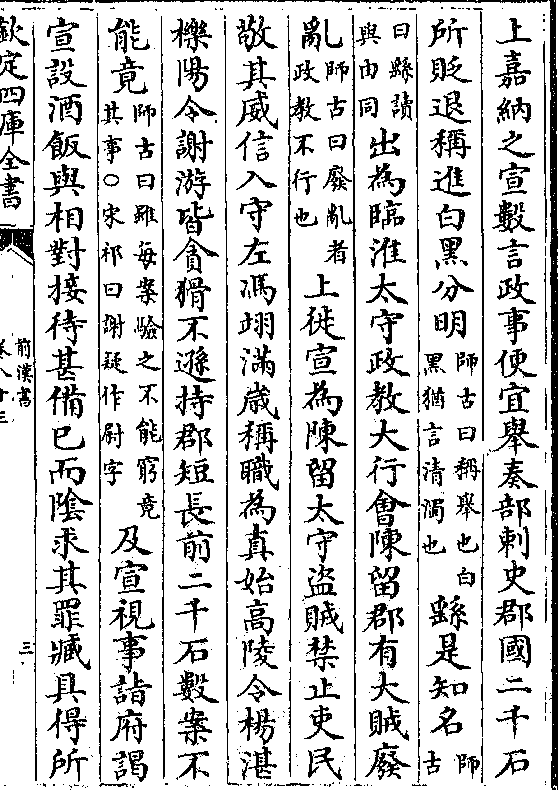 上嘉納之宣數言政事便宜舉奏部刺史郡國二千石
所貶退稱進白黑分明師古曰稱舉也白黑猶言清濁也繇是知名師古
曰繇讀與由同出為臨淮太守政教大行會陳留郡有大賊廢
亂師古曰廢亂者政教不行也上徙宣為陳留太守盜賊禁止吏民
敬其威信入守左馮翊滿歲稱職為真始高陵令楊湛
櫟陽令謝游皆貪猾不遜持郡短長前二千石數案不
能竟師古曰雖每案驗之不能窮竟其事○宋祁曰謝疑作尉字及宣視事詣府謁
宣設酒飯與相對接待甚備已而陰求其罪臧具得所
欽定四庫全書
前漢書
卷八十三
三